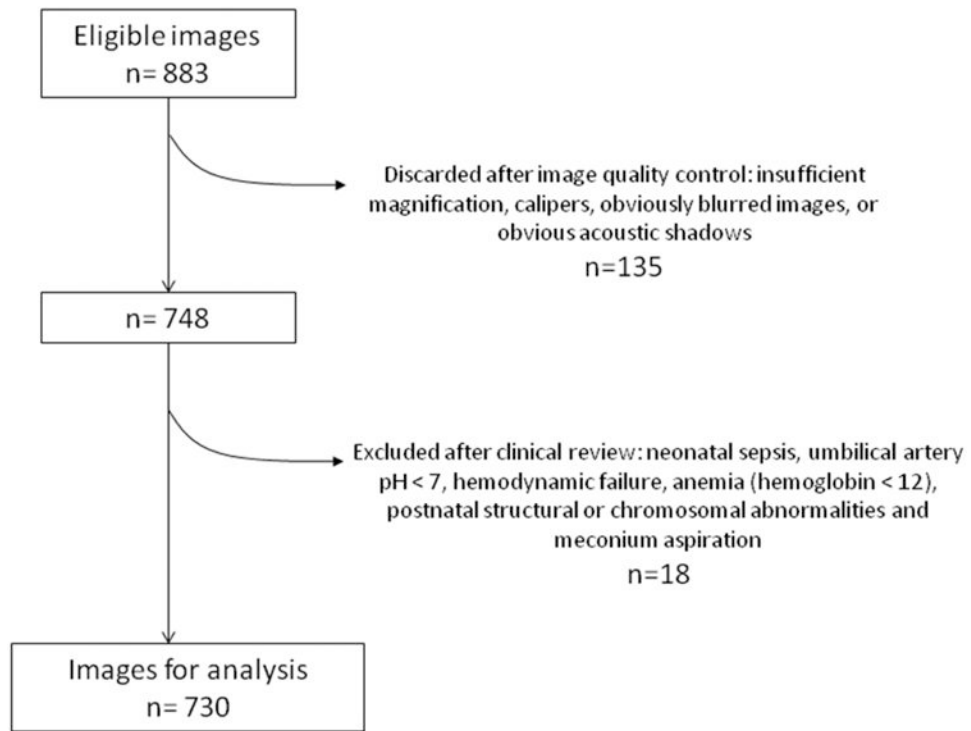 Eligible images
n= 883
Discarded after image quality control: insufficient
magnification, calipers, obviously blurred images, or
obvious acoustic shadows
n=135
n= 748
Excluded after clinical review: neonatal sepsis, umbilical artery
pH < 7, hemodynamic failure, anemia (hemoglobin < 12),
postnatal structural or chromosomal abnormalities and
meconium aspiration
n=18
Images for analysis
n= 730